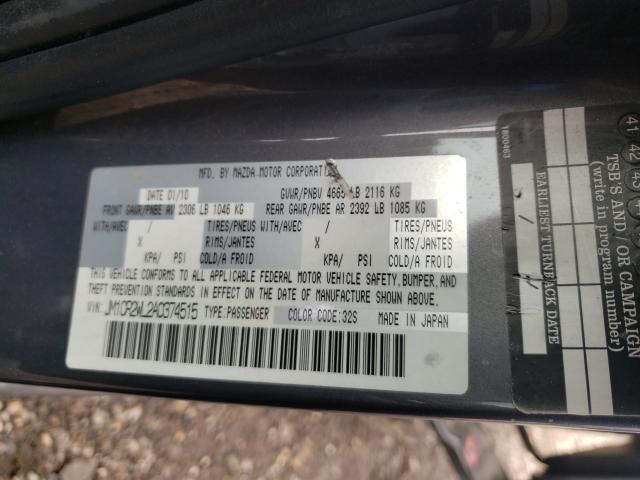 MFD. BY MAZDA MOTOR CORPORATION
DATE 01/10 GVWR/PNBV 4665 LB 2116 KG
FRONT GAWR/PNBE AV 2306 LB 1046 KG REAR GAWR/PNBE AR 2392 LB 1085 KG
WITH/AVEC / TIRES/PNEUS WITH/AVEC / TIRES/PNEUS
X RIMS/JANTES X RIMS/JANTES
KPA/ PSI COLD/A FROID KPA/ PSI COLD/A FROID
THIS VEHICLE CONFORMS TO ALL APPLICABLE FEDERAL MOTOR VEHICLE SAFETY, BUMPER, AND
THEFT PREVENTION STANDARDS IN EFFECT ON THE DATE OF MANUFACTURE SHOWN ABOVE.
VIN: JM1CR2WL2A0374515 TYPE:PASSENGER COLOR CODE:32S MADE IN JAPAN
1800463
EARLIEST TURNBACK DATE
TSB'S AND/OR
(write in program number)
41
42